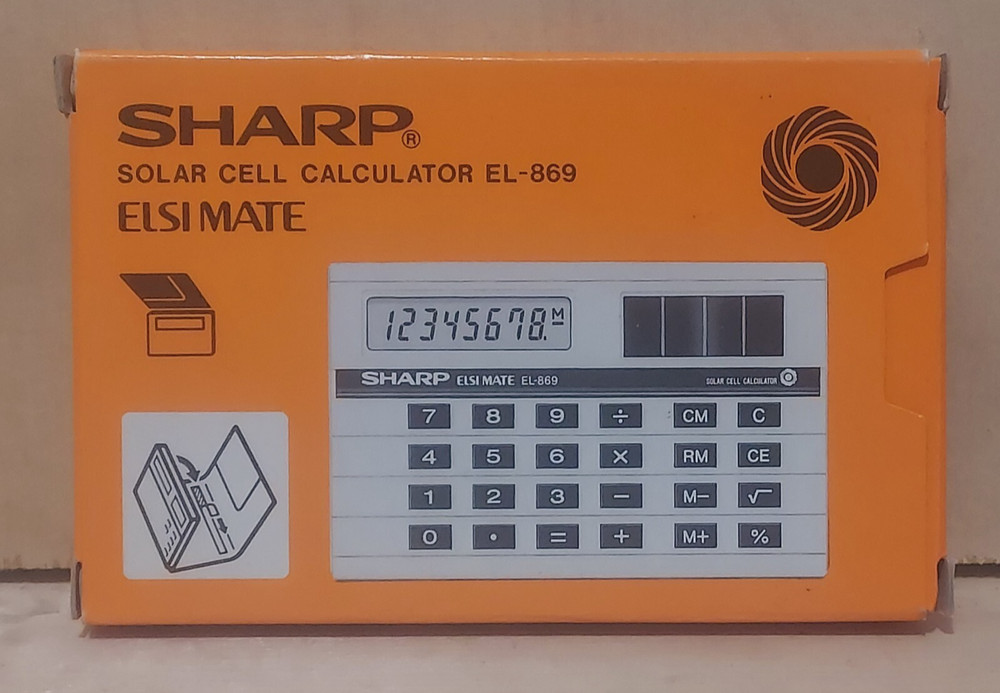 SHARP®
SOLAR CELL CALCULATOR EL-869
ELSI MATE
12345678. M –
SHARP ELSI MATE EL-869 SOLAR CELL CALCULATOR
7 8 9 ÷ CM C
4 5 6 × RM CE
1 2 3 − M− √
0 • = + M+ %